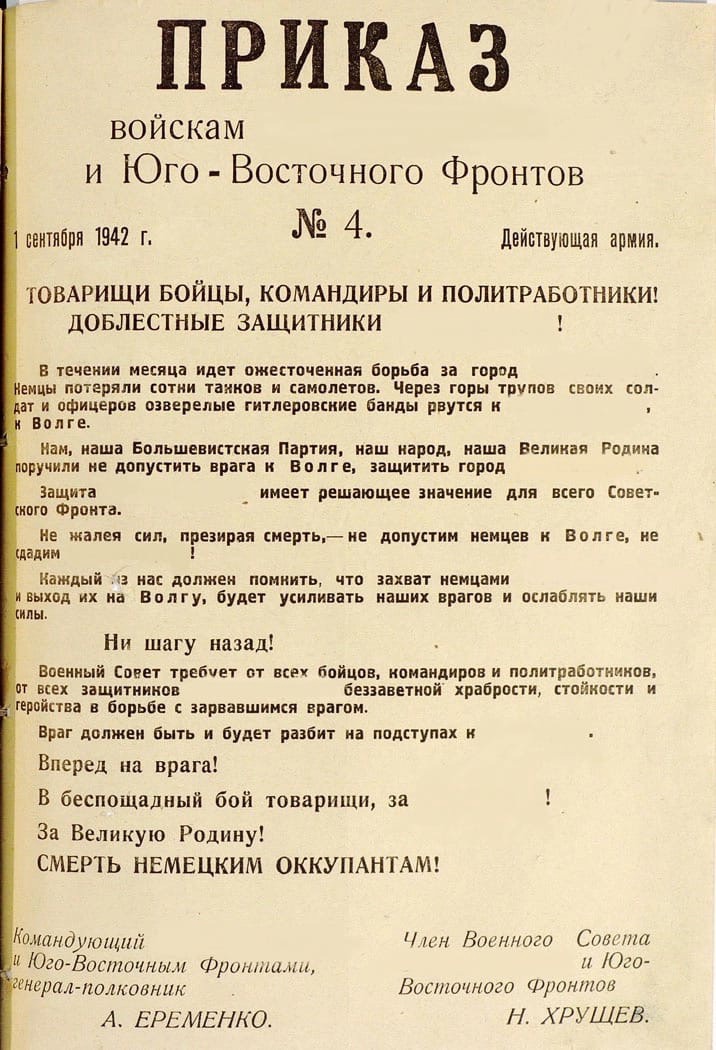 ПРИКАЗ
войскам
и Юго-Восточного Фронтов
№ 4.
1 сентября 1942 г.
Действующая армия.
ТОВАРИЩИ БОЙЦЫ, КОМАНДИРЫ И ПОЛИТРАБОТНИКИ!
ДОБЛЕСТНЫЕ ЗАЩИТНИКИ !
В течении месяца идет ожесточенная борьба за город .
Немцы потеряли сотни танков и самолетов. Через горы трупов своих сол-
дат и офицеров озверелые гитлеровские банды рвутся к ,
к Волге.
Нам, наша Большевистская Партия, наш народ, наша Великая Родина
поручили не допустить врага к Волге, защитить город
Защита имеет решающее значение для всего Совет-
ского Фронта.
Не жалея сил, презирая смерть,— не допустим немцев к Волге, не
сдадим !
Каждый из нас должен помнить, что захват немцами
и выход их на Волгу, будет усиливать наших врагов и ослаблять наши
силы.
Ни шагу назад!
Военный Совет требует от всех бойцов, командиров и политработников,
от всех защитников беззаветной храбрости, стойкости и
геройства в борьбе с зарвавшимся врагом.
Враг должен быть и будет разбит на подступах к .
Вперед на врага!
В беспощадный бой товарищи, за !
За Великую Родину!
СМЕРТЬ НЕМЕЦКИМ ОККУПАНТАМ!
Командующий
и Юго-Восточным Фронтами,
генерал-полковник
А. ЕРЕМЕНКО.
Член Военного Совета
и Юго-
Восточного Фронтов
Н. ХРУЩЕВ.